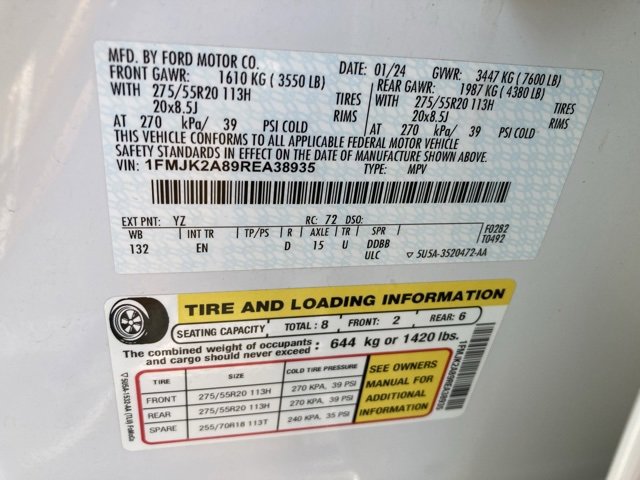 MFD. BY FORD MOTOR CO.
DATE: 01/24 GVWR: 3447 KG (7600 LB)
FRONT GAWR: 1610 KG (3550 LB) REAR GAWR: 1987 KG (4380 LB)
WITH 275/55R20 113H TIRES WITH 275/55R20 113H TIRES
20x8.5J RIMS 20x8.5J RIMS
AT 270 kPa/ 39 PSI COLD AT 270 kPa/ 39 PSI COLD
THIS VEHICLE CONFORMS TO ALL APPLICABLE FEDERAL MOTOR VEHICLE
SAFETY STANDARDS IN EFFECT ON THE DATE OF MANUFACTURE SHOWN ABOVE.
VIN: 1FMJK2A89REA38935 TYPE: MPV
EXT PNT: YZ RC: 72 DSO:
WB INT TR TP/PS R AXLE TR SPR F0282
132 EN D 15 U DDBB T0492
ULC ▽ 5U5A-3520472-AA
TIRE AND LOADING INFORMATION
SEATING CAPACITY TOTAL: 8 FRONT: 2 REAR: 6
The combined weight of occupants and cargo should never exceed: 644 kg or 1420 lbs.
TIRE SIZE COLD TIRE PRESSURE
FRONT 275/55R20 113H 270 KPA, 39 PSI
REAR 275/55R20 113H 270 KPA, 39 PSI
SPARE 255/70R18 113T 240 KPA, 35 PSI
SEE OWNERS
MANUAL FOR
ADDITIONAL
INFORMATION
1FMJK2A89REA38935